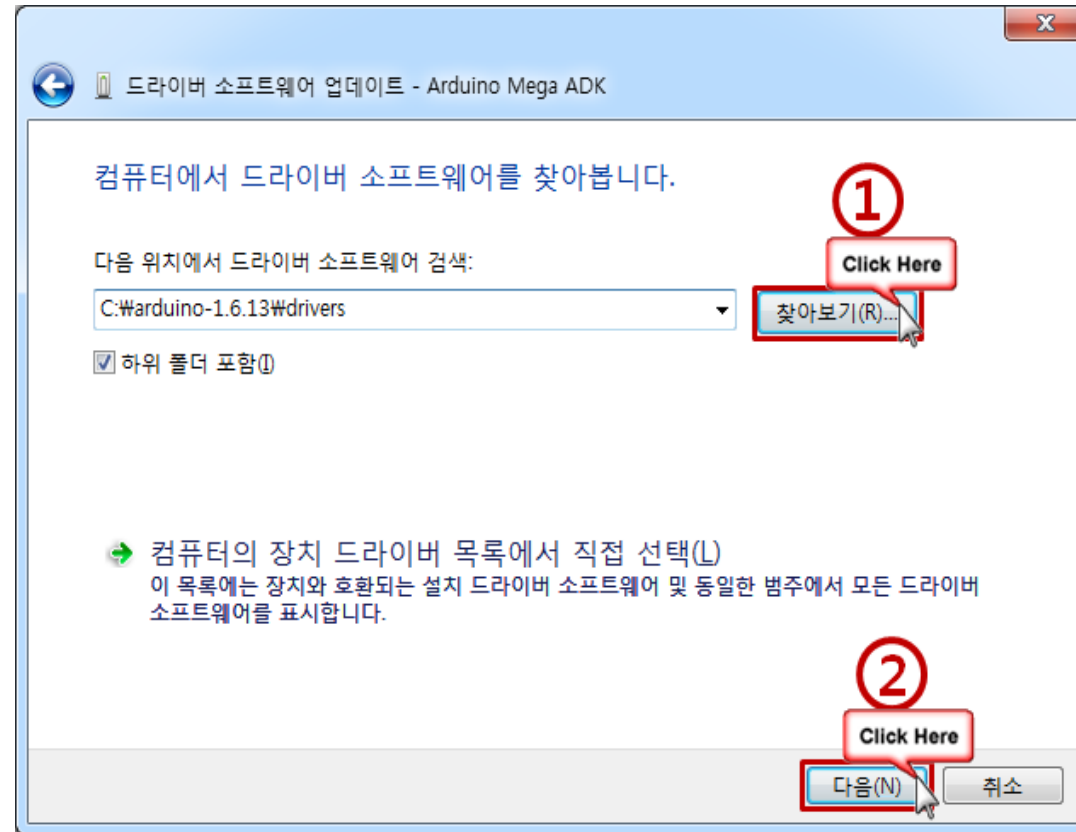 X
드라이버 소프트웨어 업데이트 - Arduino Mega ADK
컴퓨터에서 드라이버 소프트웨어를 찾아봅니다.
1
Click Here
다음 위치에서 드라이버 소프트웨어 검색:
C:₩arduino-1.6.13₩drivers
찾아보기(R)...
하위 폴더 포함(I)
컴퓨터의 장치 드라이버 목록에서 직접 선택(L)
이 목록에는 장치와 호환되는 설치 드라이버 소프트웨어 및 동일한 범주에서 모든 드라이버
소프트웨어를 표시합니다.
2
Click Here
다음(N)
취소